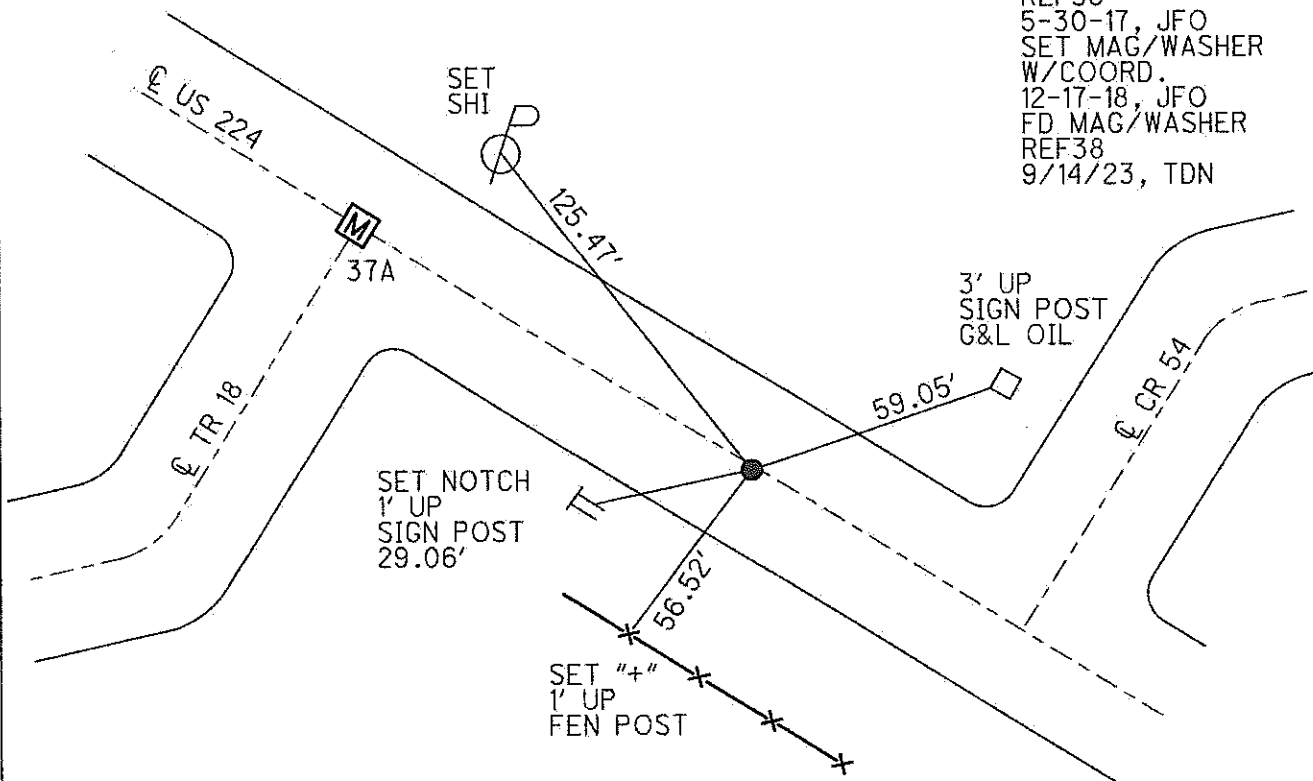 5-30-17, JFO
SET MAG/WASHER
W/COORD.
12-17-18, JFO
FD MAG/WASHER
REF38
9/14/23, TDN
SET
SHI
℄ US 224
125.47'
M
37A
3' UP
SIGN POST
G&L OIL
59.05'
℄ CR 54
℄ TR 18
SET NOTCH
1' UP
SIGN POST
29.06'
56.52'
SET "+"
1' UP
FEN POST